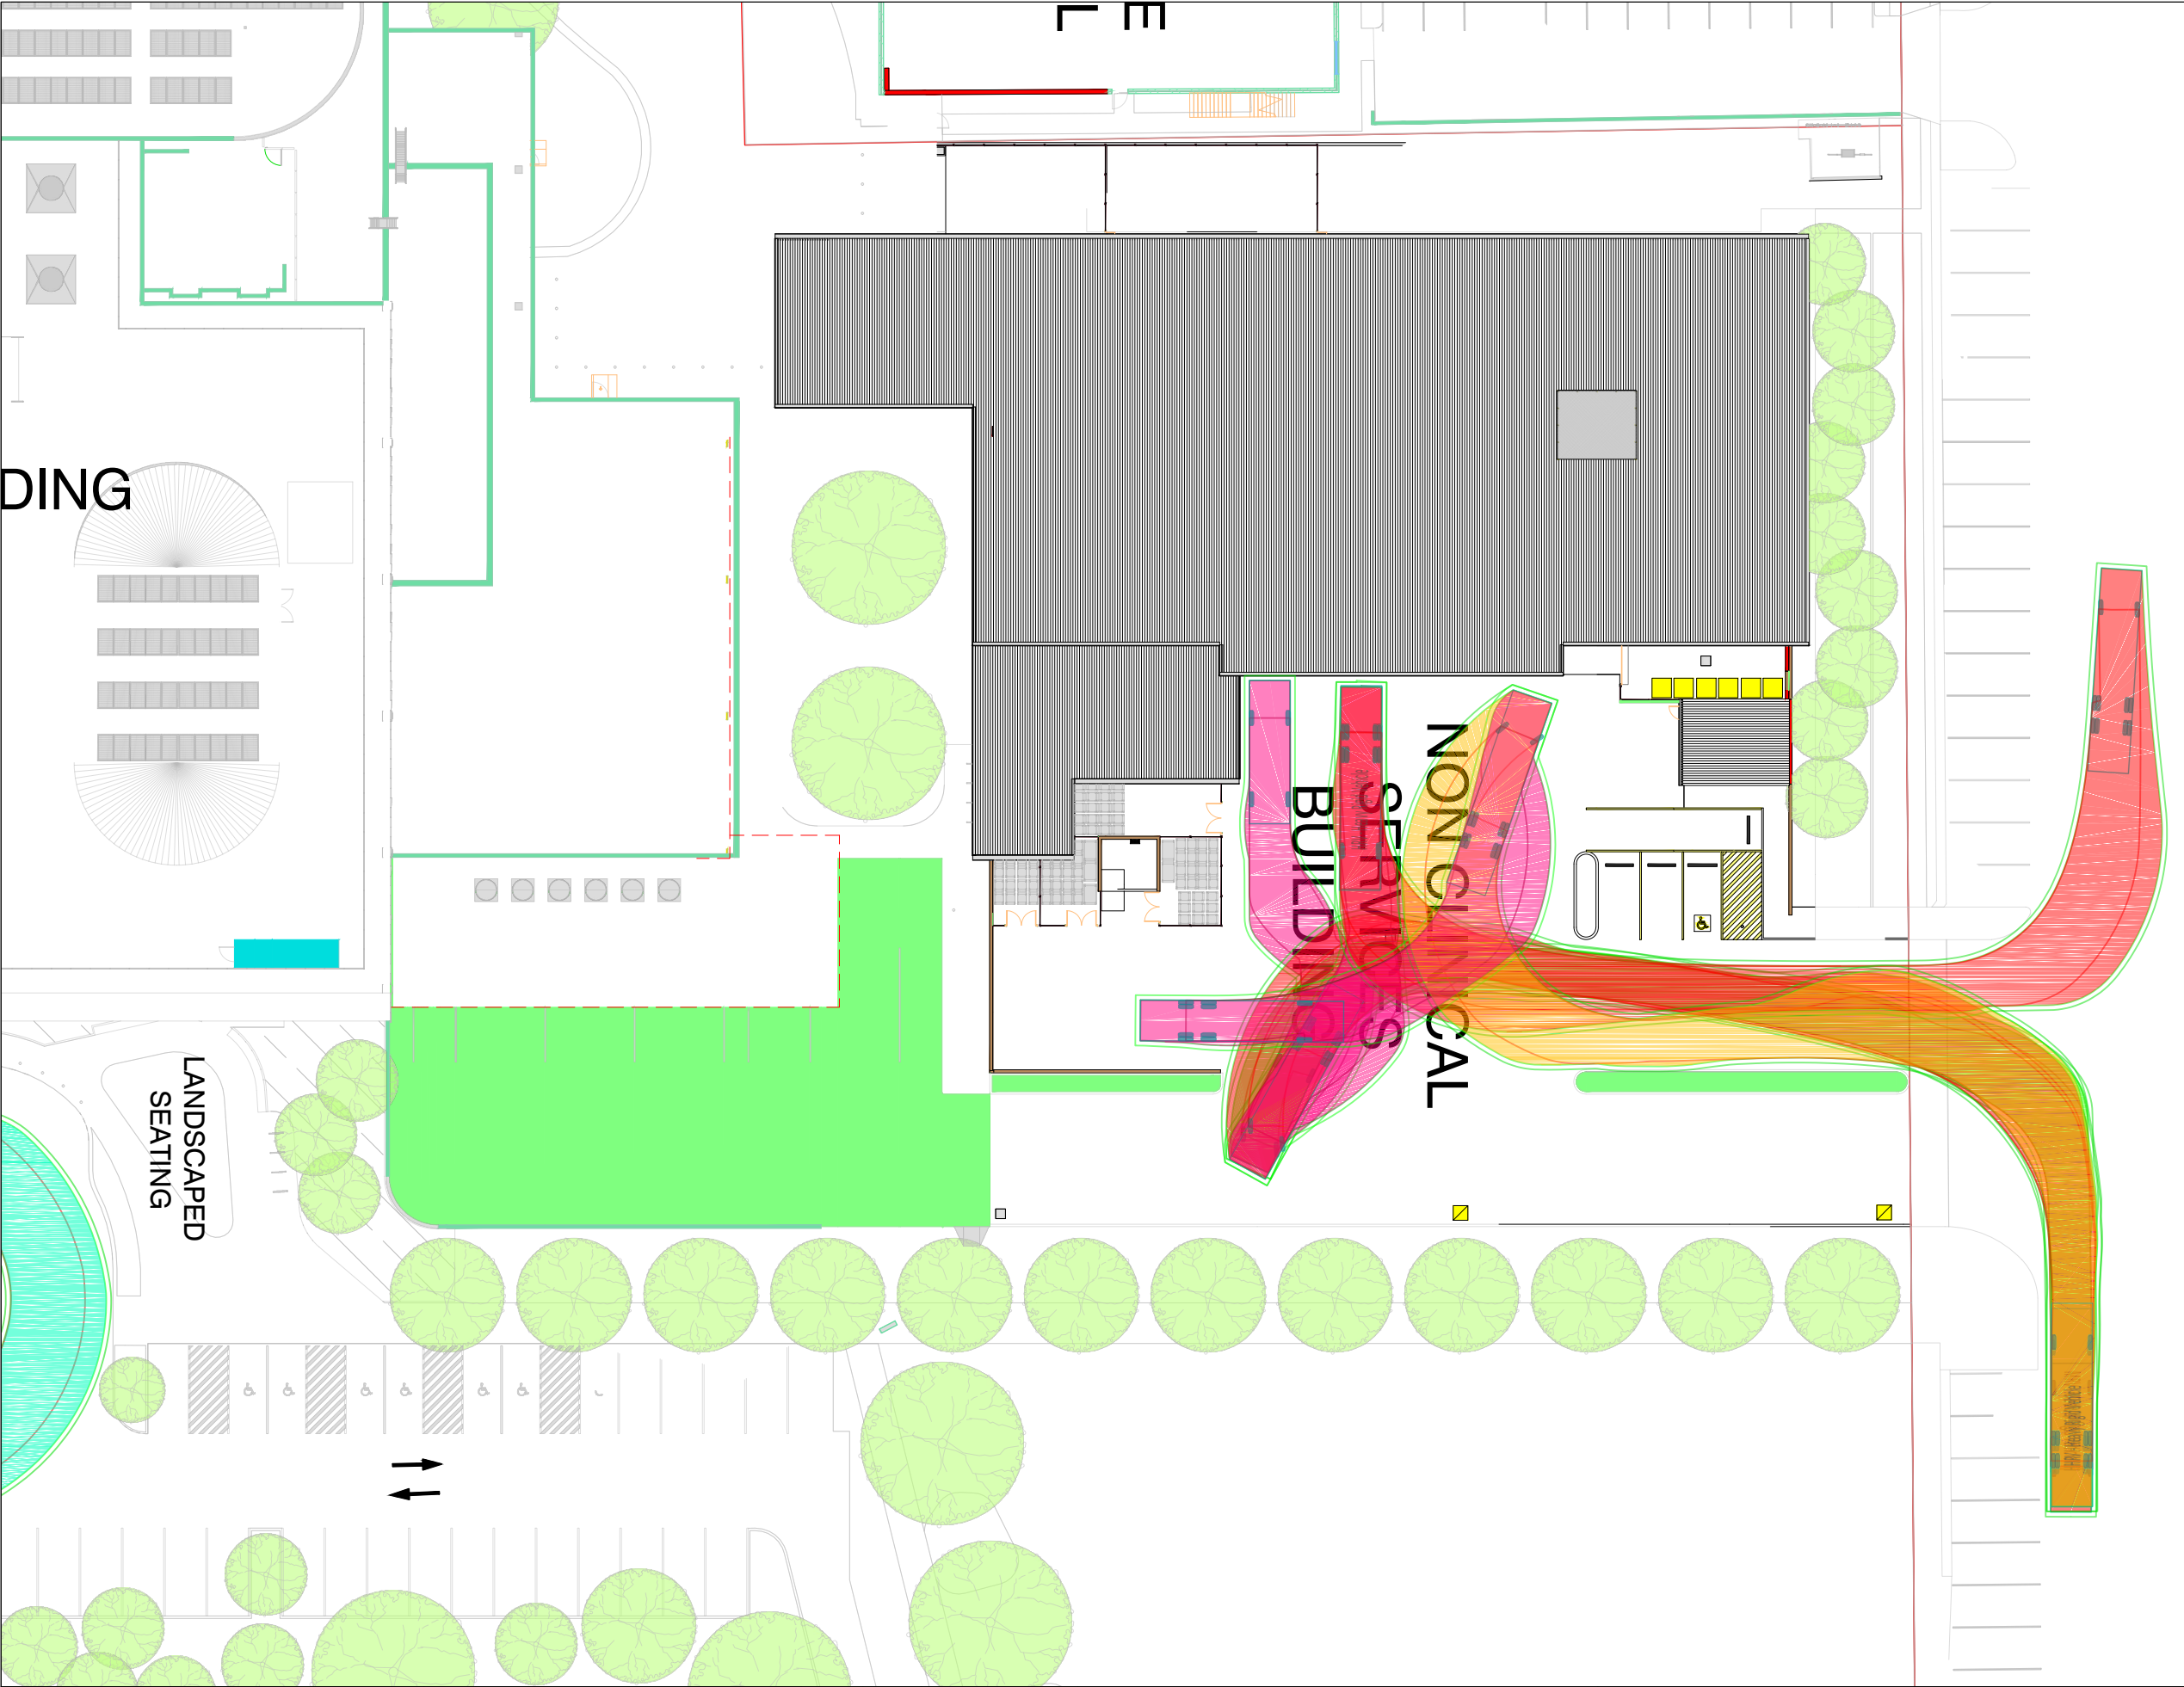 E
L
DING
NON CLINICAL
SERVICES
BUILDING
LANDSCAPED
SEATING